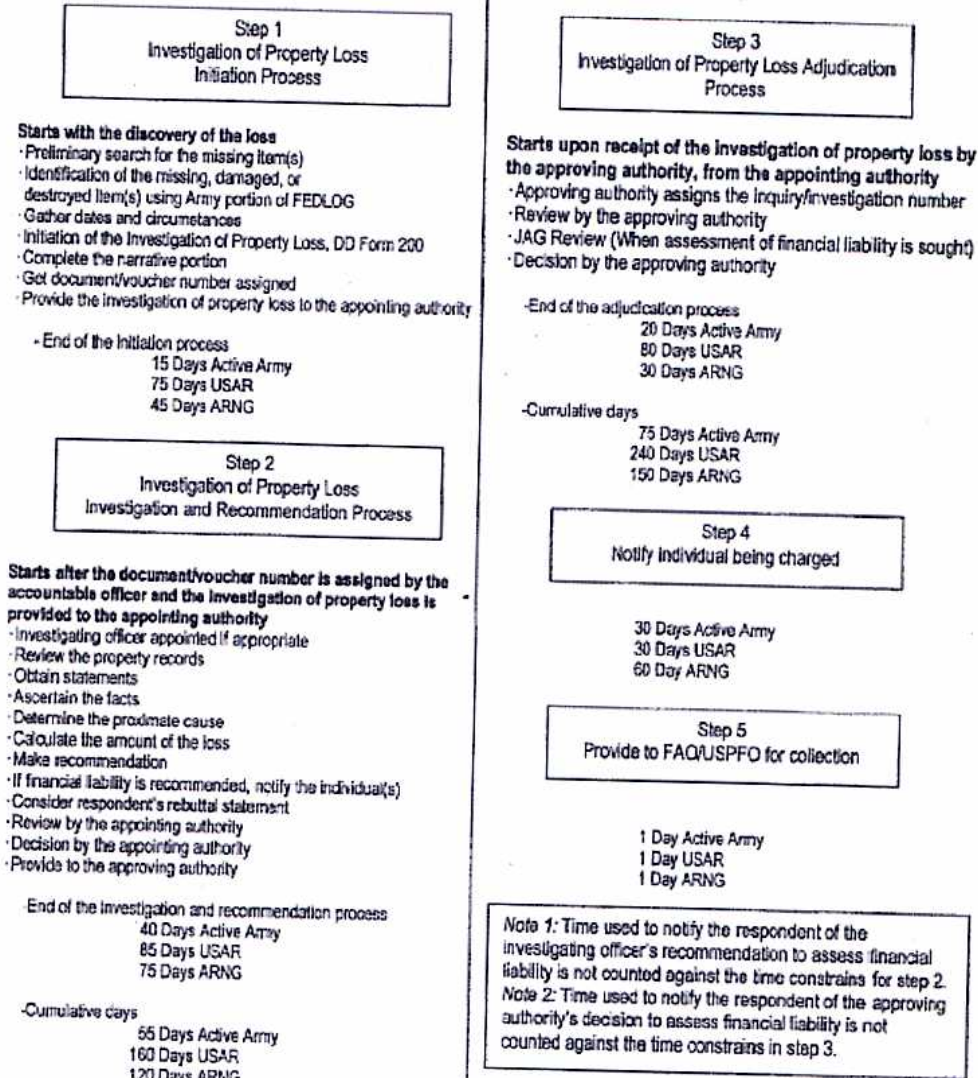 Step 1
Investigation of Property Loss
Initiation Process
Starts with the discovery of the loss
·Preliminary search for the missing item(s)
·Identification of the missing, damaged, or
destroyed item(s) using Army portion of FEDLOG
·Gather dates and circumstances
·Initiation of the Investigation of Property Loss, DD Form 200
·Complete the narrative portion
·Get document/voucher number assigned
·Provide the investigation of property loss to the appointing authority
-End of the initiation process
15 Days Active Army
75 Days USAR
45 Days ARNG
Step 2
Investigation of Property Loss
Investigation and Recommendation Process
Starts after the document/voucher number is assigned by the
accountable officer and the investigation of property loss is
provided to the appointing authority
·Investigating officer appointed if appropriate
·Review the property records
·Obtain statements
·Ascertain the facts
·Determine the proximate cause
·Calculate the amount of the loss
·Make recommendation
·If financial liability is recommended, notify the individual(s)
·Consider respondent's rebuttal statement
·Review by the appointing authority
·Decision by the appointing authority
·Provide to the approving authority
-End of the investigation and recommendation process
40 Days Active Army
85 Days USAR
75 Days ARNG
-Cumulative days
55 Days Active Army
160 Days USAR
120 Days ARNG
Step 3
Investigation of Property Loss Adjudication
Process
Starts upon receipt of the investigation of property loss by
the approving authority, from the appointing authority
·Approving authority assigns the inquiry/investigation number
·Review by the approving authority
·JAG Review (When assessment of financial liability is sought)
·Decision by the approving authority
-End of the adjudication process
20 Days Active Army
80 Days USAR
30 Days ARNG
-Cumulative days
75 Days Active Army
240 Days USAR
150 Days ARNG
Step 4
Notify individual being charged
30 Days Active Army
30 Days USAR
60 Day ARNG
Step 5
Provide to FAO/USPFO for collection
1 Day Active Army
1 Day USAR
1 Day ARNG
Note 1: Time used to notify the respondent of the
investigating officer's recommendation to assess financial
liability is not counted against the time constrains for step 2.
Note 2: Time used to notify the respondent of the approving
authority's decision to assess financial liability is not
counted against the time constrains in step 3.